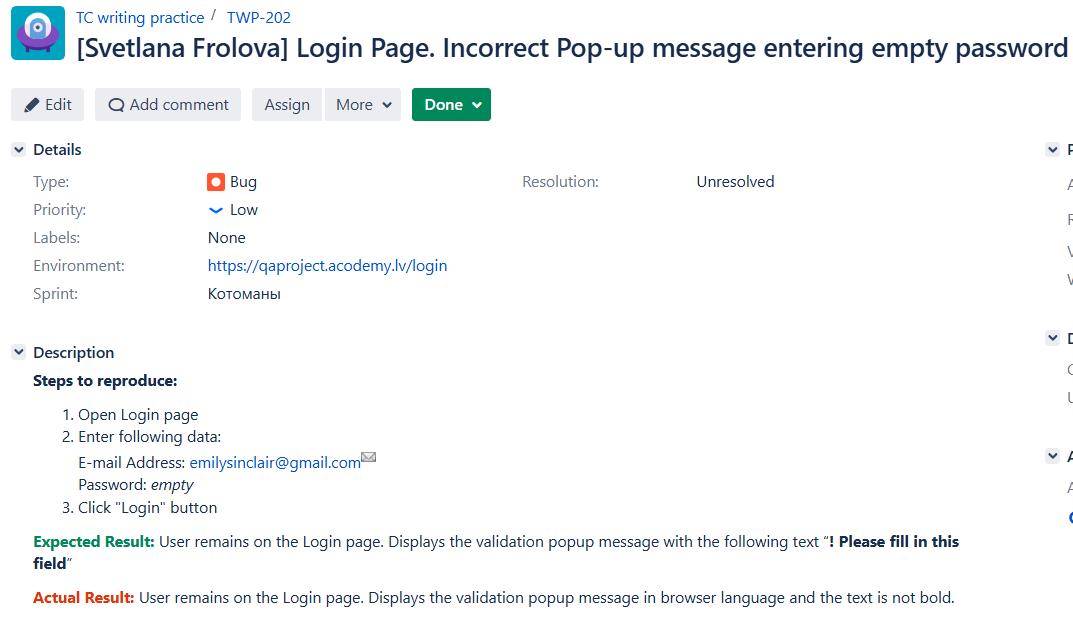 TC writing practice / TWP-202
[Svetlana Frolova] Login Page. Incorrect Pop-up message entering empty password
Edit Add comment Assign More Done
Details
Type: Bug Resolution: Unresolved
Priority: Low
Labels: None
Environment: https://qaproject.acodemy.lv/login
Sprint: Котоманы
Description
Steps to reproduce:
1. Open Login page
2. Enter following data:
E-mail Address: emilysinclair@gmail.com
Password: empty
3. Click "Login" button
Expected Result: User remains on the Login page. Displays the validation popup message with the following text “! Please fill in this
field”
Actual Result: User remains on the Login page. Displays the validation popup message in browser language and the text is not bold.